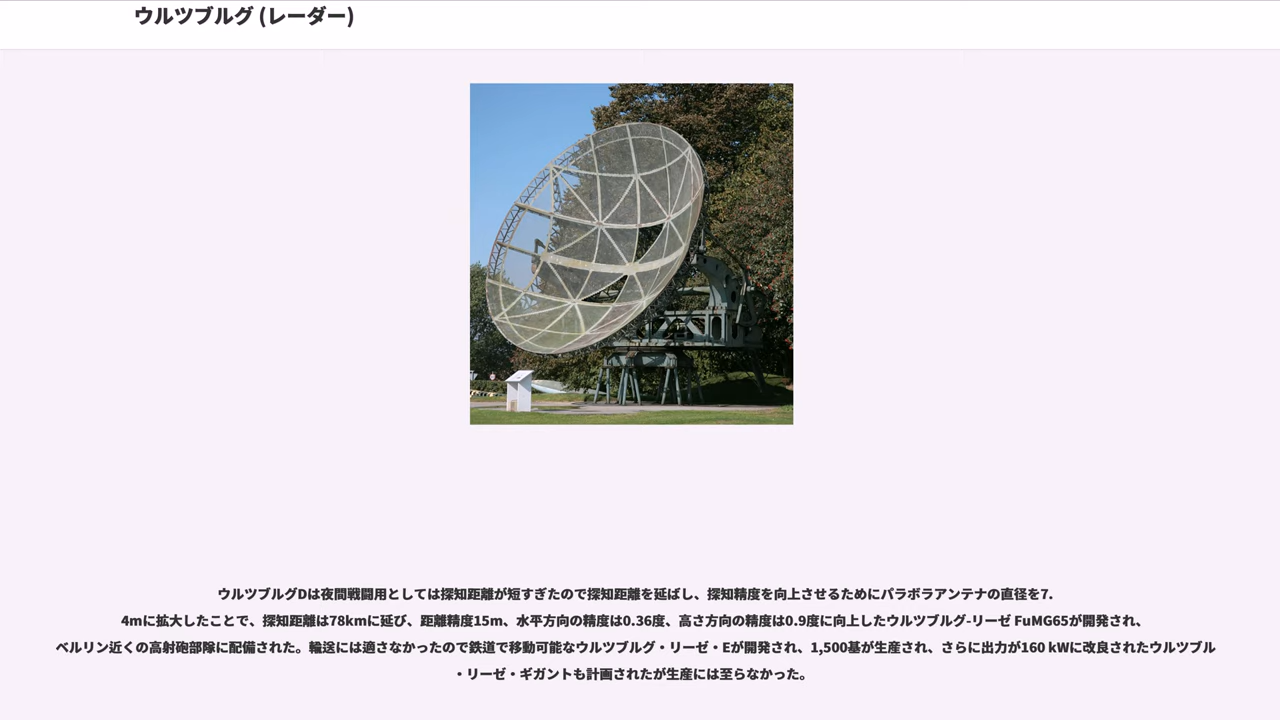 ウルツブルグ (レーダー)
ウルツブルグDは夜間戦闘用としては探知距離が短すぎたので探知距離を延ばし、探知精度を向上させるためにパラボラアンテナの直径を7.
4mに拡大したことで、探知距離は78kmに延び、距離精度15m、水平方向の精度は0.36度、高さ方向の精度は0.9度に向上したウルツブルグ-リーゼ FuMG65が開発され、
ベルリン近くの高射砲部隊に配備された。輪送には適さなかったので鉄道で移動可能なウルツブルグ・リーゼ・Eが開発され、1,500基が生産され、さらに出力が160 kWに改良されたウルツブル
・リーゼ・ギガントも計画されたが生産には至らなかった。